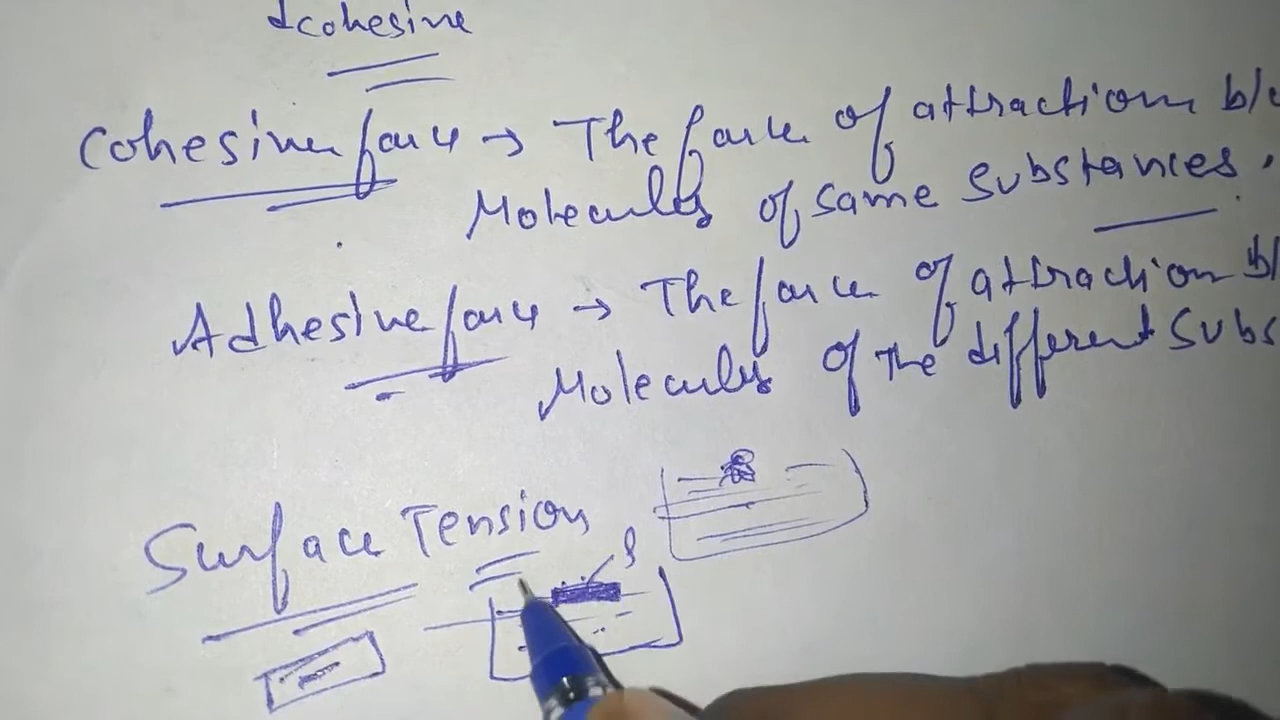 & cohesive
Cohesive force → The force of attraction b/
Molecules of same substances.
Adhesive force → The force of attraction b/
Molecules of the different Subs
Surface Tension